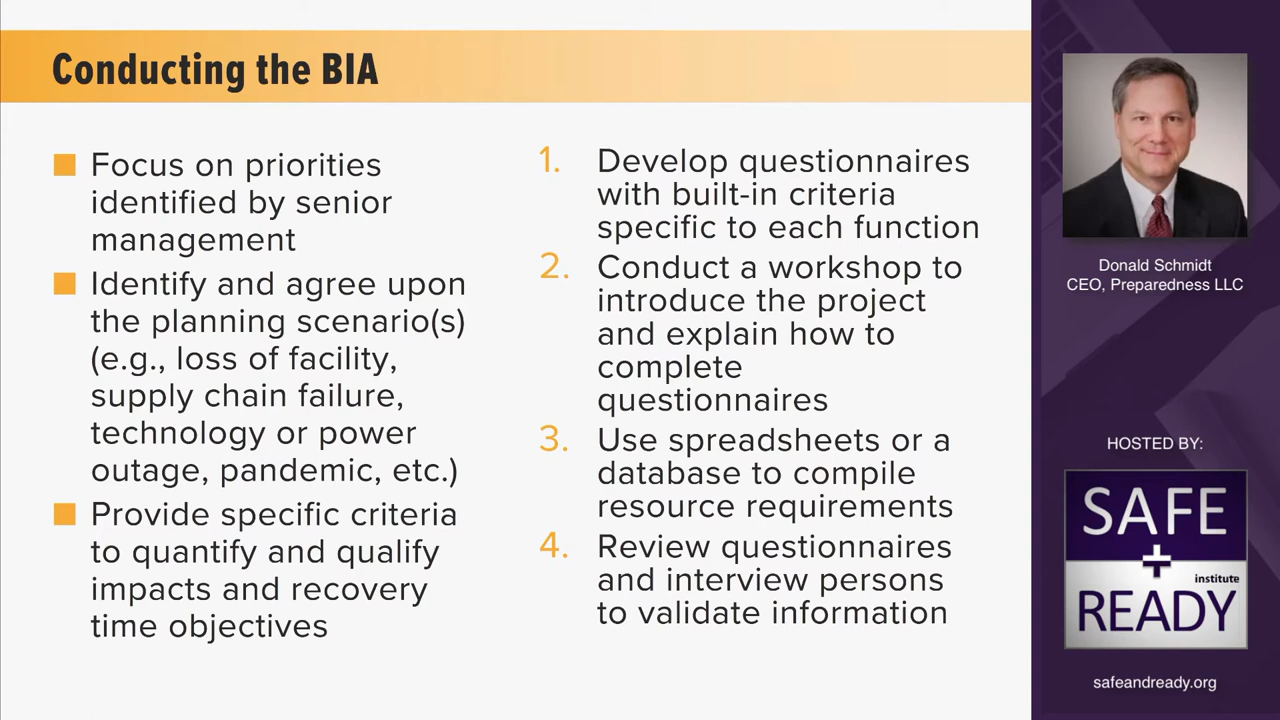 Conducting the BIA
■ Focus on priorities
identified by senior
management
■ Identify and agree upon
the planning scenario(s)
(e.g., loss of facility,
supply chain failure,
technology or power
outage, pandemic, etc.)
■ Provide specific criteria
to quantify and qualify
impacts and recovery
time objectives
1. Develop questionnaires
with built-in criteria
specific to each function
2. Conduct a workshop to
introduce the project
and explain how to
complete
questionnaires
3. Use spreadsheets or a
database to compile
resource requirements
4. Review questionnaires
and interview persons
to validate information
Donald Schmidt
CEO, Preparedness LLC
HOSTED BY:
SAFE
+
institute
READY
safeandready.org